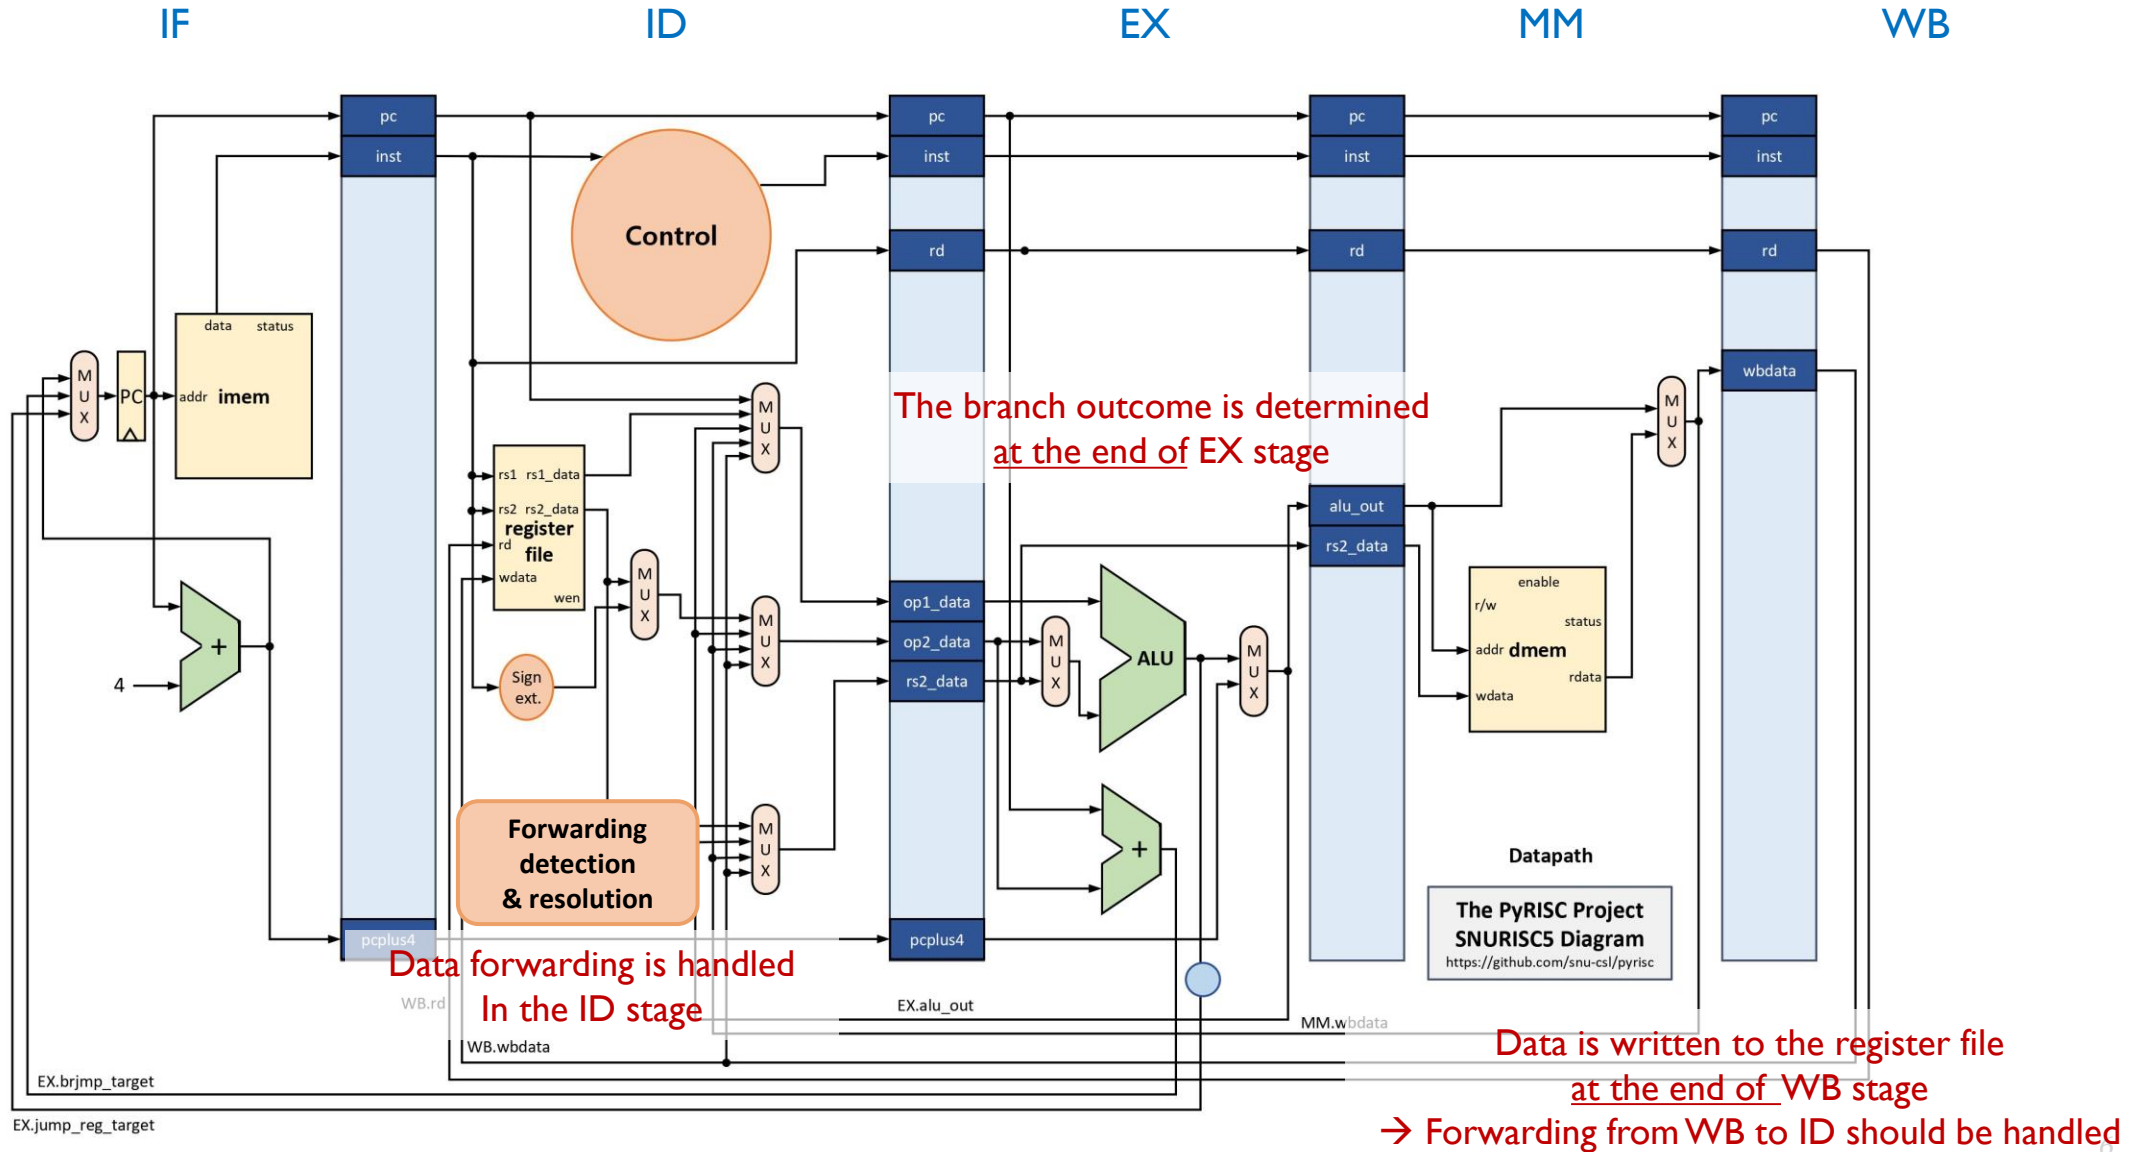 IF
ID
EX
MM
WB
pc
inst
pc
inst
rd
pc
inst
rd
pc
inst
rd
wbdata
Control
data status
addr imem
M
U
X
PC
+
4
rs1 rs1_data
rs2 rs2_data
register
file
rd
wdata
wen
Sign
ext.
M
U
X
M
U
X
M
U
X
M
U
X
Forwarding
detection
& resolution
The branch outcome is determined
at the end of EX stage
op1_data
op2_data
rs2_data
M
U
X
ALU
M
U
X
+
alu_out
rs2_data
M
U
X
enable
r/w
status
addr dmem
rdata
wdata
Datapath
The PyRISC Project
SNURISC5 Diagram
https://github.com/snu-csl/pyrisc
pcplus4
pcplus4
Data forwarding is handled
In the ID stage
WB.rd
EX.alu_out
MM.wbdata
WB.wbdata
EX.brjmp_target
EX.jump_reg_target
Data is written to the register file
at the end of WB stage
→ Forwarding from WB to ID should be handled